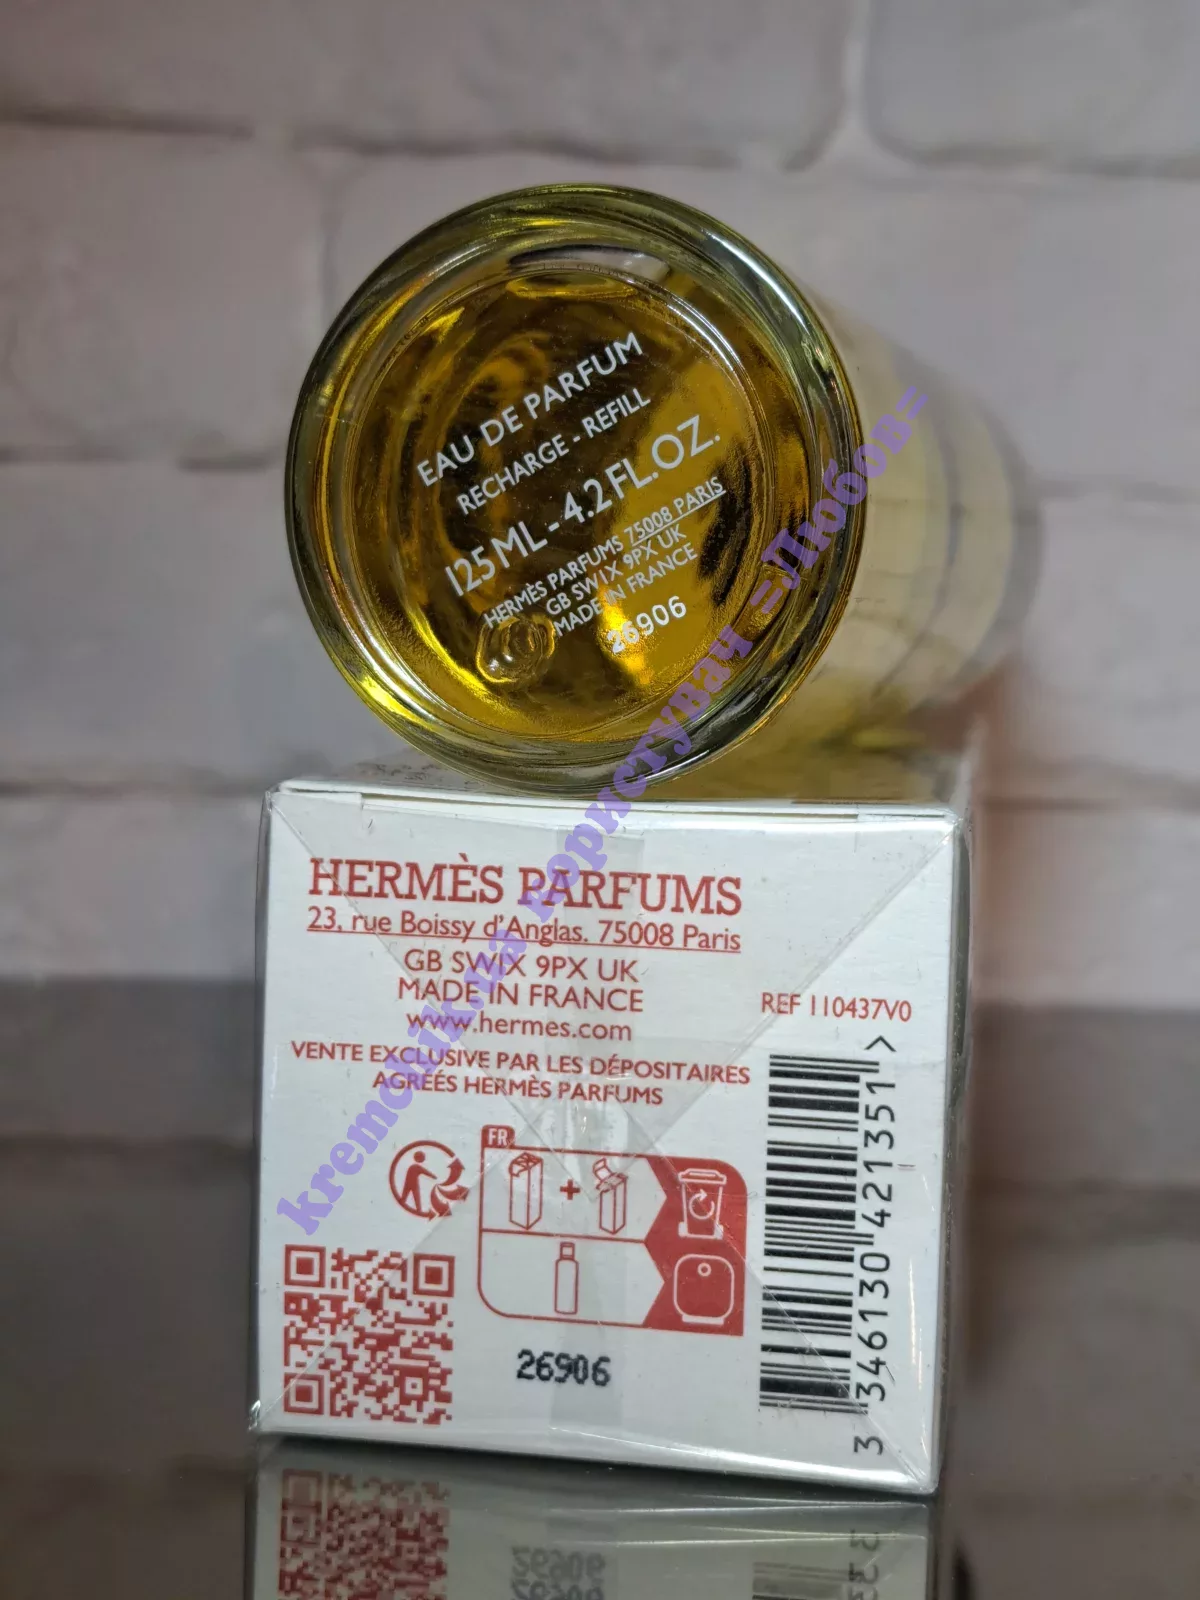 EAU DE PARFUM
RECHARGE - REFILL
125 ML - 4.2 FL.OZ.
HERMÈS PARFUMS 75008 PARIS
GB SW1X 9PX UK
MADE IN FRANCE
26906
kremchik.ua користувач =Любов=
HERMÈS PARFUMS
23, rue Boissy d'Anglas. 75008 Paris
GB SW1X 9PX UK
MADE IN FRANCE
www.hermes.com
REF 110437V0
VENTE EXCLUSIVE PAR LES DÉPOSITAIRES
AGRÉÉS HERMÈS PARFUMS
FR
+
26906
3 346130 421351 >